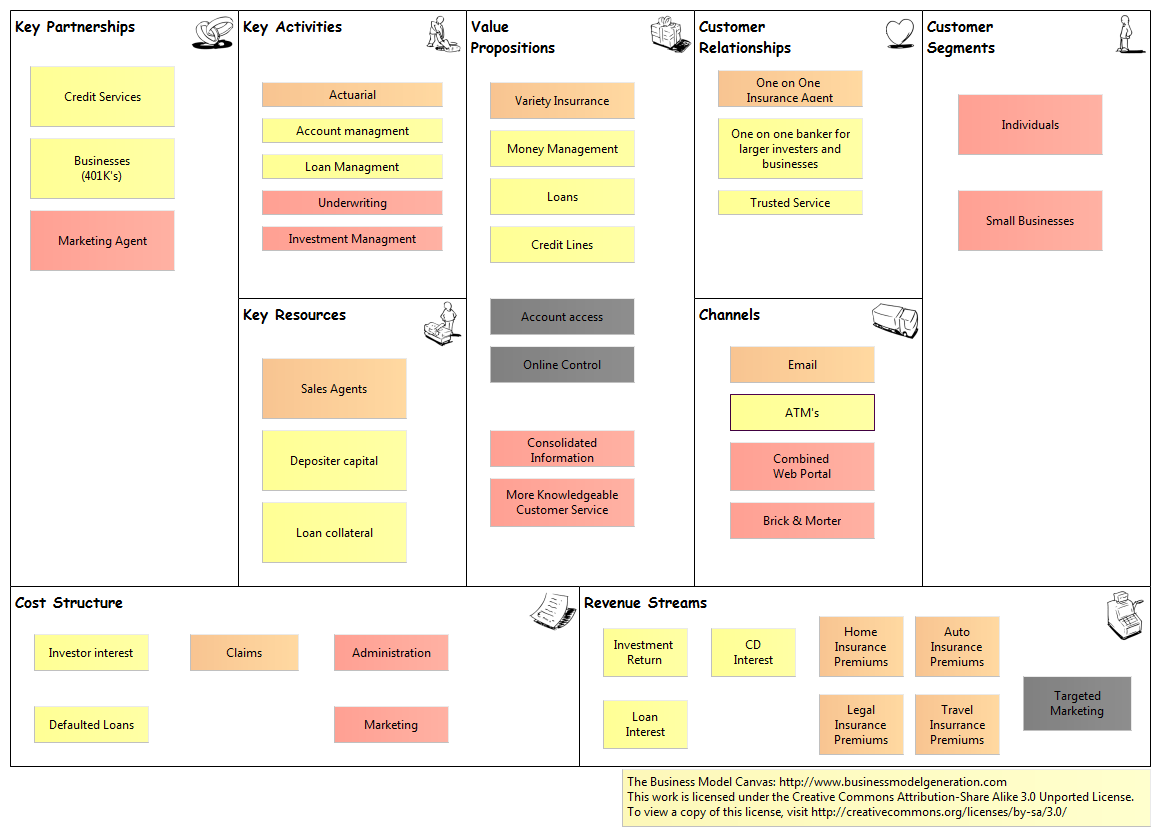 Key Partnerships
Credit Services
Businesses
(401K's)
Marketing Agent
Key Activities
Actuarial
Account managment
Loan Managment
Underwriting
Investment Managment
Key Resources
Sales Agents
Depositer capital
Loan collateral
Value
Propositions
Variety Insurrance
Money Management
Loans
Credit Lines
Account access
Online Control
Consolidated
Information
More Knowledgeable
Customer Service
Customer
Relationships
One on One
Insurance Agent
One on one banker for
larger investers and
businesses
Trusted Service
Channels
Email
ATM's
Combined
Web Portal
Brick & Morter
Customer
Segments
Individuals
Small Businesses
Cost Structure
Investor interest
Claims
Administration
Defaulted Loans
Marketing
Revenue Streams
Investment
Return
CD
Interest
Home
Insurance
Premiums
Auto
Insurance
Premiums
Loan
Interest
Legal
Insurance
Premiums
Travel
Insurrance
Premiums
Targeted
Marketing
The Business Model Canvas: http://www.businessmodelgeneration.com
This work is licensed under the Creative Commons Attribution-Share Alike 3.0 Unported License.
To view a copy of this license, visit http://creativecommons.org/licenses/by-sa/3.0/